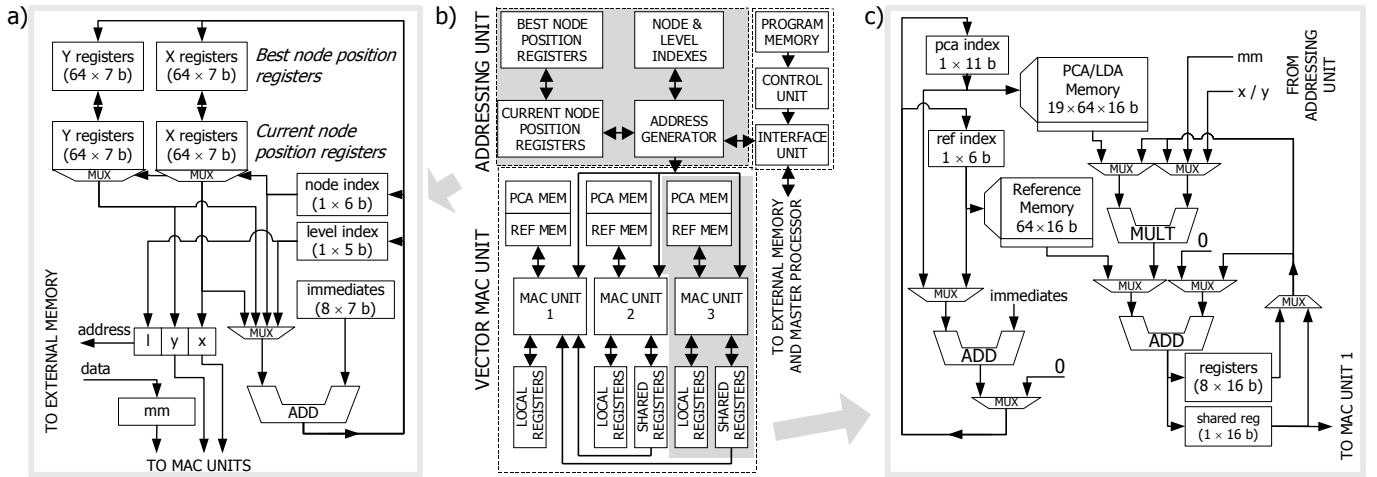 a)
Y registers
(64 × 7 b)
X registers
(64 × 7 b)
Best node position
registers
Y registers
(64 × 7 b)
X registers
(64 × 7 b)
Current node
position registers
MUX
MUX
node index
(1 × 6 b)
level index
(1 × 5 b)
immediates
(8 × 7 b)
MUX
address
l
y
x
data
mm
ADD
TO EXTERNAL MEMORY
TO MAC UNITS
b)
ADDRESSING UNIT
BEST NODE
POSITION
REGISTERS
NODE &
LEVEL
INDEXES
PROGRAM
MEMORY
CONTROL
UNIT
CURRENT NODE
POSITION
REGISTERS
ADDRESS
GENERATOR
INTERFACE
UNIT
VECTOR MAC UNIT
PCA MEM
REF MEM
PCA MEM
REF MEM
PCA MEM
REF MEM
MAC UNIT
1
MAC UNIT
2
MAC UNIT
3
LOCAL
REGISTERS
LOCAL
REGISTERS
SHARED
REGISTERS
LOCAL
REGISTERS
SHARED
REGISTERS
TO EXTERNAL MEMORY
AND MASTER PROCESSOR
c)
pca index
1 × 11 b
PCA/LDA
Memory
19×64×16 b
mm
x / y
FROM
ADDRESSING
UNIT
ref index
1 × 6 b
MUX
MUX
Reference
Memory
64×16 b
MULT
0
MUX
immediates
MUX
MUX
MUX
ADD
ADD
registers
(8 × 16 b)
0
MUX
shared reg
(1 × 16 b)
TO MAC UNIT 1